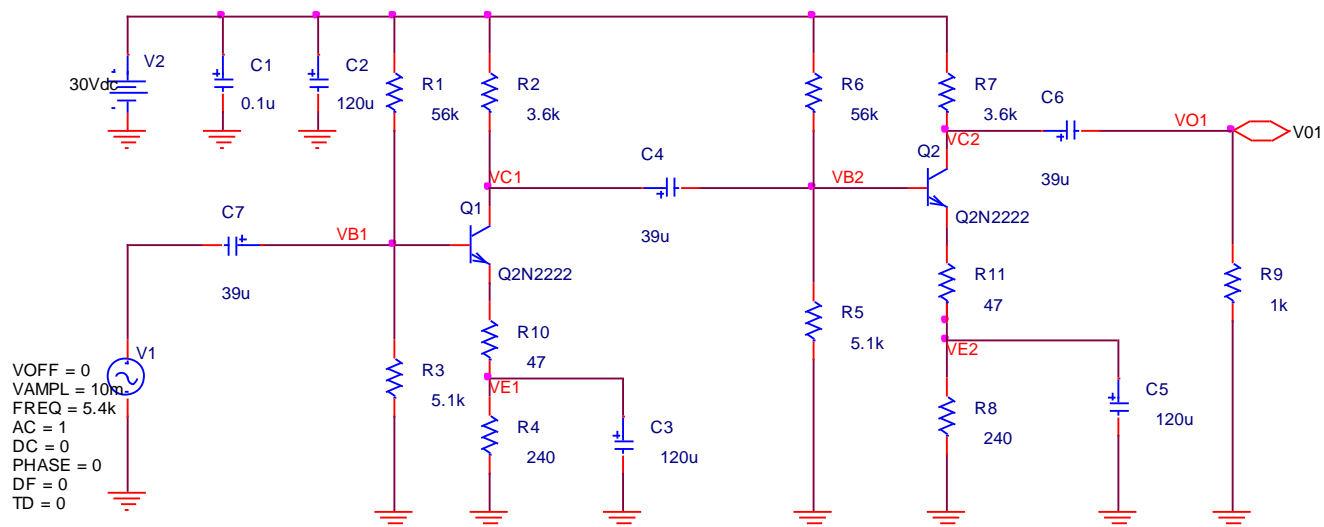 V2
30Vdc
C1
0.1u
C2
120u
R1
56k
R2
3.6k
R6
56k
R7
3.6k
C6
39u
VO1
V01
VC2
Q2
Q2N2222
C4
39u
VC1
VB2
Q1
Q2N2222
C7
39u
VB1
R11
47
R9
1k
R5
5.1k
R10
47
VE2
V1
VOFF = 0
VAMPL = 10m
FREQ = 5.4k
AC = 1
DC = 0
PHASE = 0
DF = 0
TD = 0
R3
5.1k
VE1
R4
240
C3
120u
R8
240
C5
120u